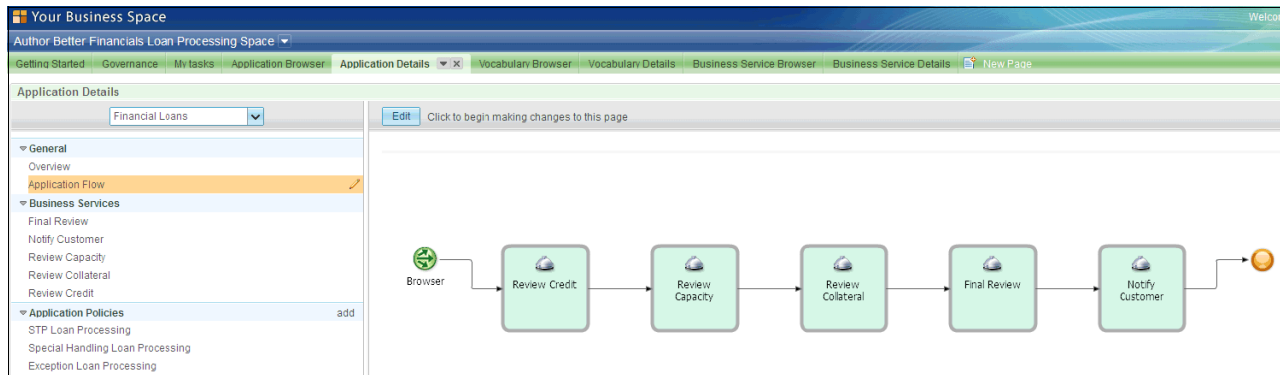 Your Business Space
Welco
Author Better Financials Loan Processing Space
Getting Started Governance My tasks Application Browser Application Details Vocabulary Browser Vocabulary Details Business Service Browser Business Service Details New Page
Application Details
Financial Loans
Edit Click to begin making changes to this page
General
Overview
Application Flow
Business Services
Final Review
Notify Customer
Review Capacity
Review Collateral
Review Credit
Application Policies add
STP Loan Processing
Special Handling Loan Processing
Exception Loan Processing
Browser
Review Credit
Review
Capacity
Review
Collateral
Final Review
Notify
Customer